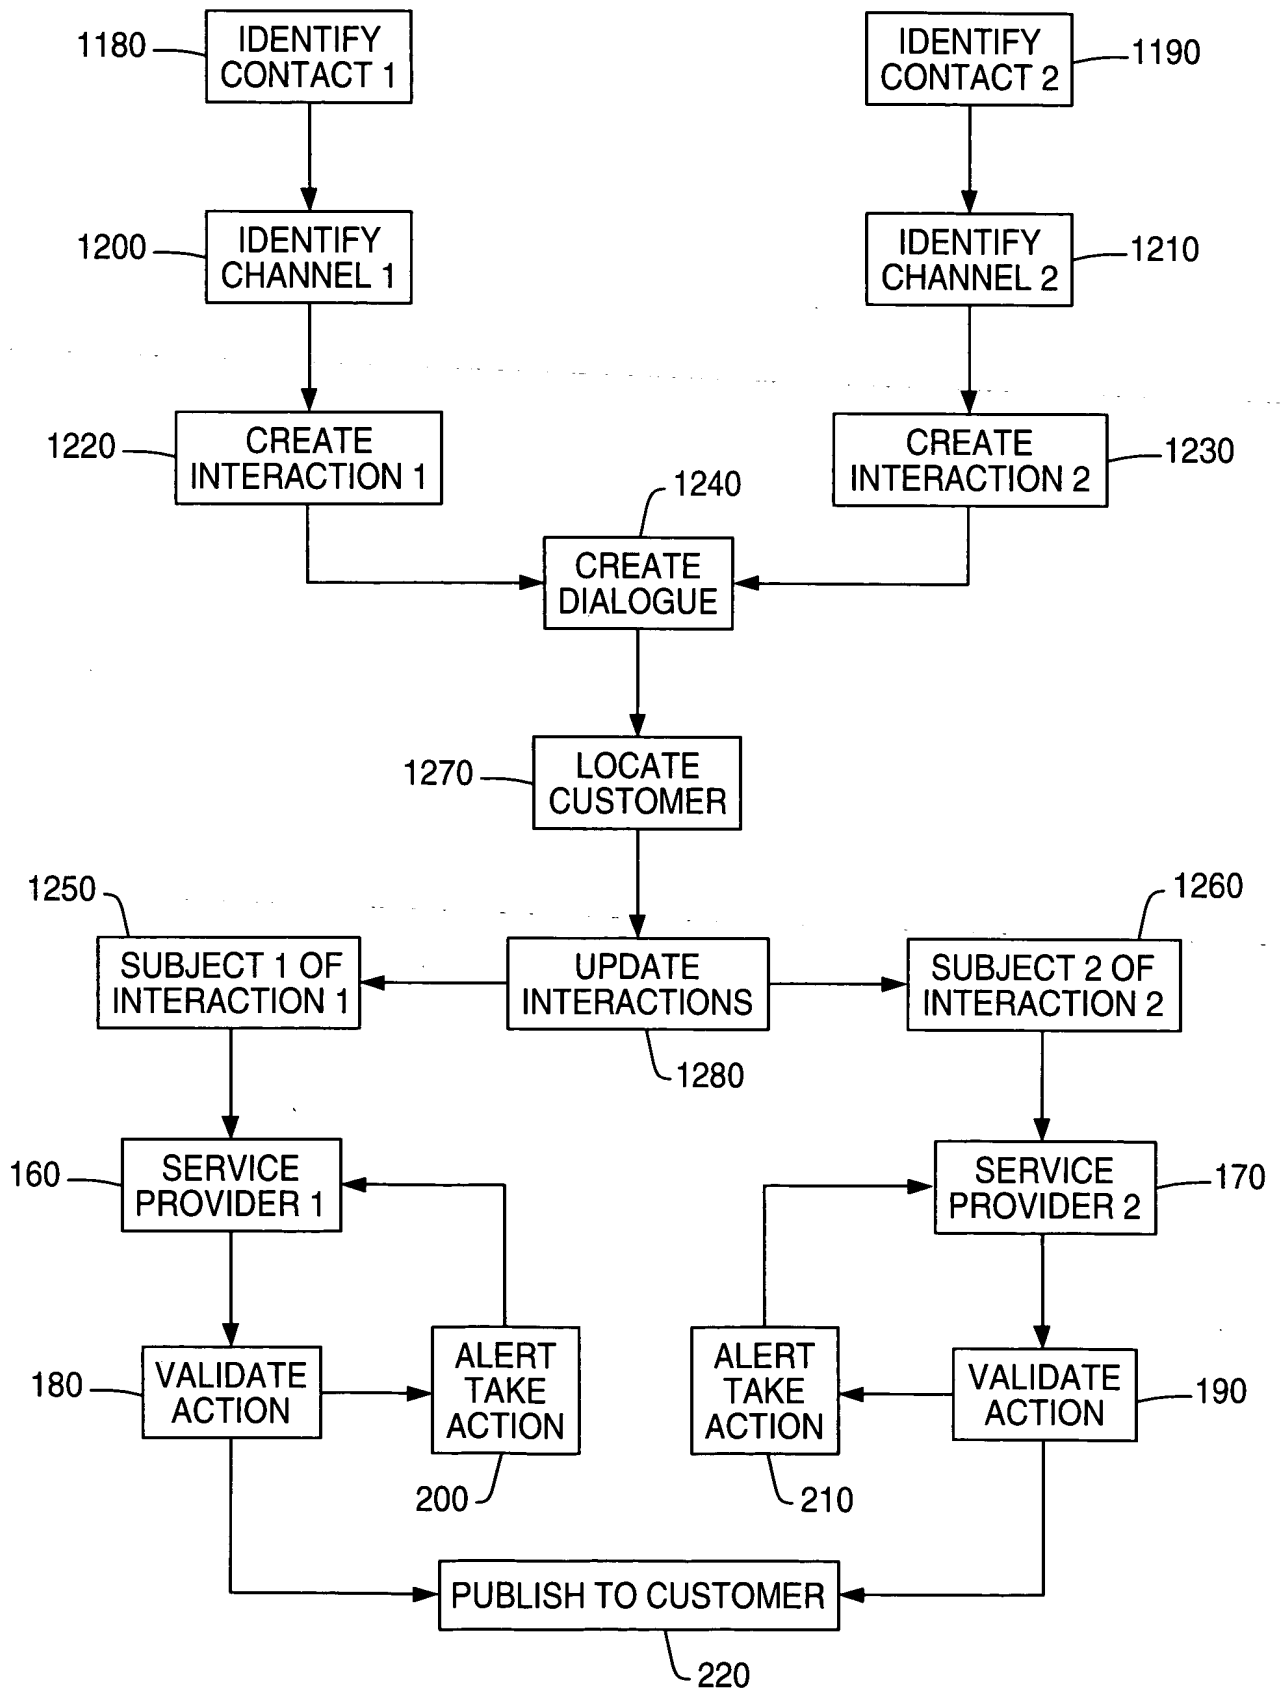 1180
IDENTIFY
CONTACT 1
IDENTIFY
CONTACT 2
1190
1200
IDENTIFY
CHANNEL 1
IDENTIFY
CHANNEL 2
1210
1220
CREATE
INTERACTION 1
CREATE
INTERACTION 2
1230
1240
CREATE
DIALOGUE
1270
LOCATE
CUSTOMER
1250
SUBJECT 1 OF
INTERACTION 1
UPDATE
INTERACTIONS
1280
1260
SUBJECT 2 OF
INTERACTION 2
160
SERVICE
PROVIDER 1
SERVICE
PROVIDER 2
170
180
VALIDATE
ACTION
ALERT
TAKE
ACTION
200
ALERT
TAKE
ACTION
210
VALIDATE
ACTION
190
PUBLISH TO CUSTOMER
220